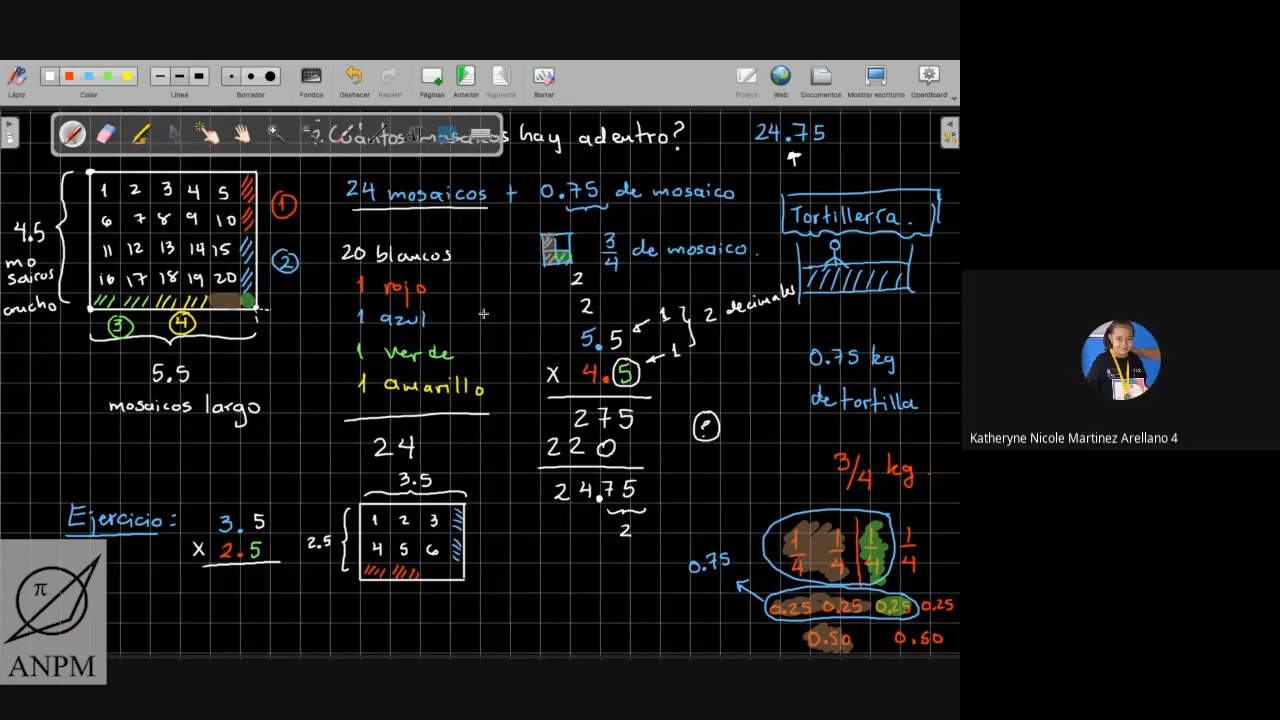 Lápiz
Color
Línea
Borrador
Fondos
Deshacer
Repetir
Páginas
Anterior
Siguiente
Borrar
Pizarra
Web
Documentos
Mostrar escritorio
OpenBoard
¿Cuántos mosaicos hay adentro?
24.75
24 mosaicos + 0.75 de mosaico
3/4 de mosaico.
4.5
mo
saicos
ancho
1 2 3 4 5
6 7 8 9 10
11 12 13 14 15
16 17 18 19 20
1
2
3
4
5.5
mosaicos largo
20 blancos
1 rojo
1 azul
1 verde
1 amarillo
24
2
2
5.5
x 4.5
275
220
24.75
2
1
1
2 decimales
?
Tortillería.
0.75 kg
de tortilla
3/4 kg.
1/4 1/4 1/4 1/4
0.75
0.25 0.25 0.25 0.25
0.50 0.50
Ejercicio:
3.5
x 2.5
3.5
2.5
1 2 3
4 5 6
π
ANPM
Katheryne Nicole Martinez Arellano 4